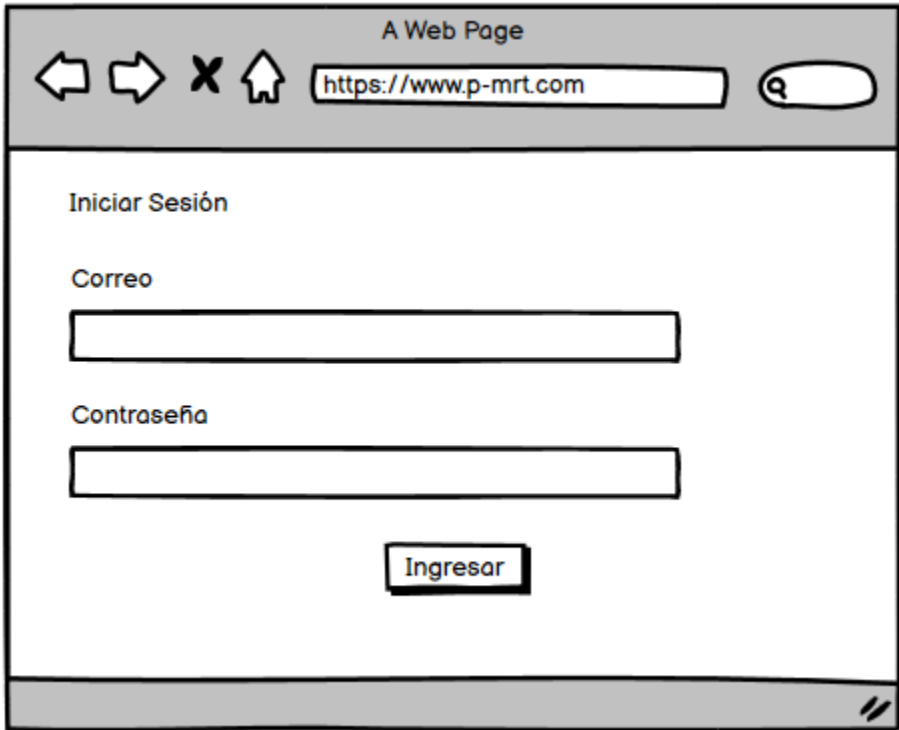 A Web Page
https://www.p-mrt.com
Iniciar Sesión
Correo
Contraseña
Ingresar